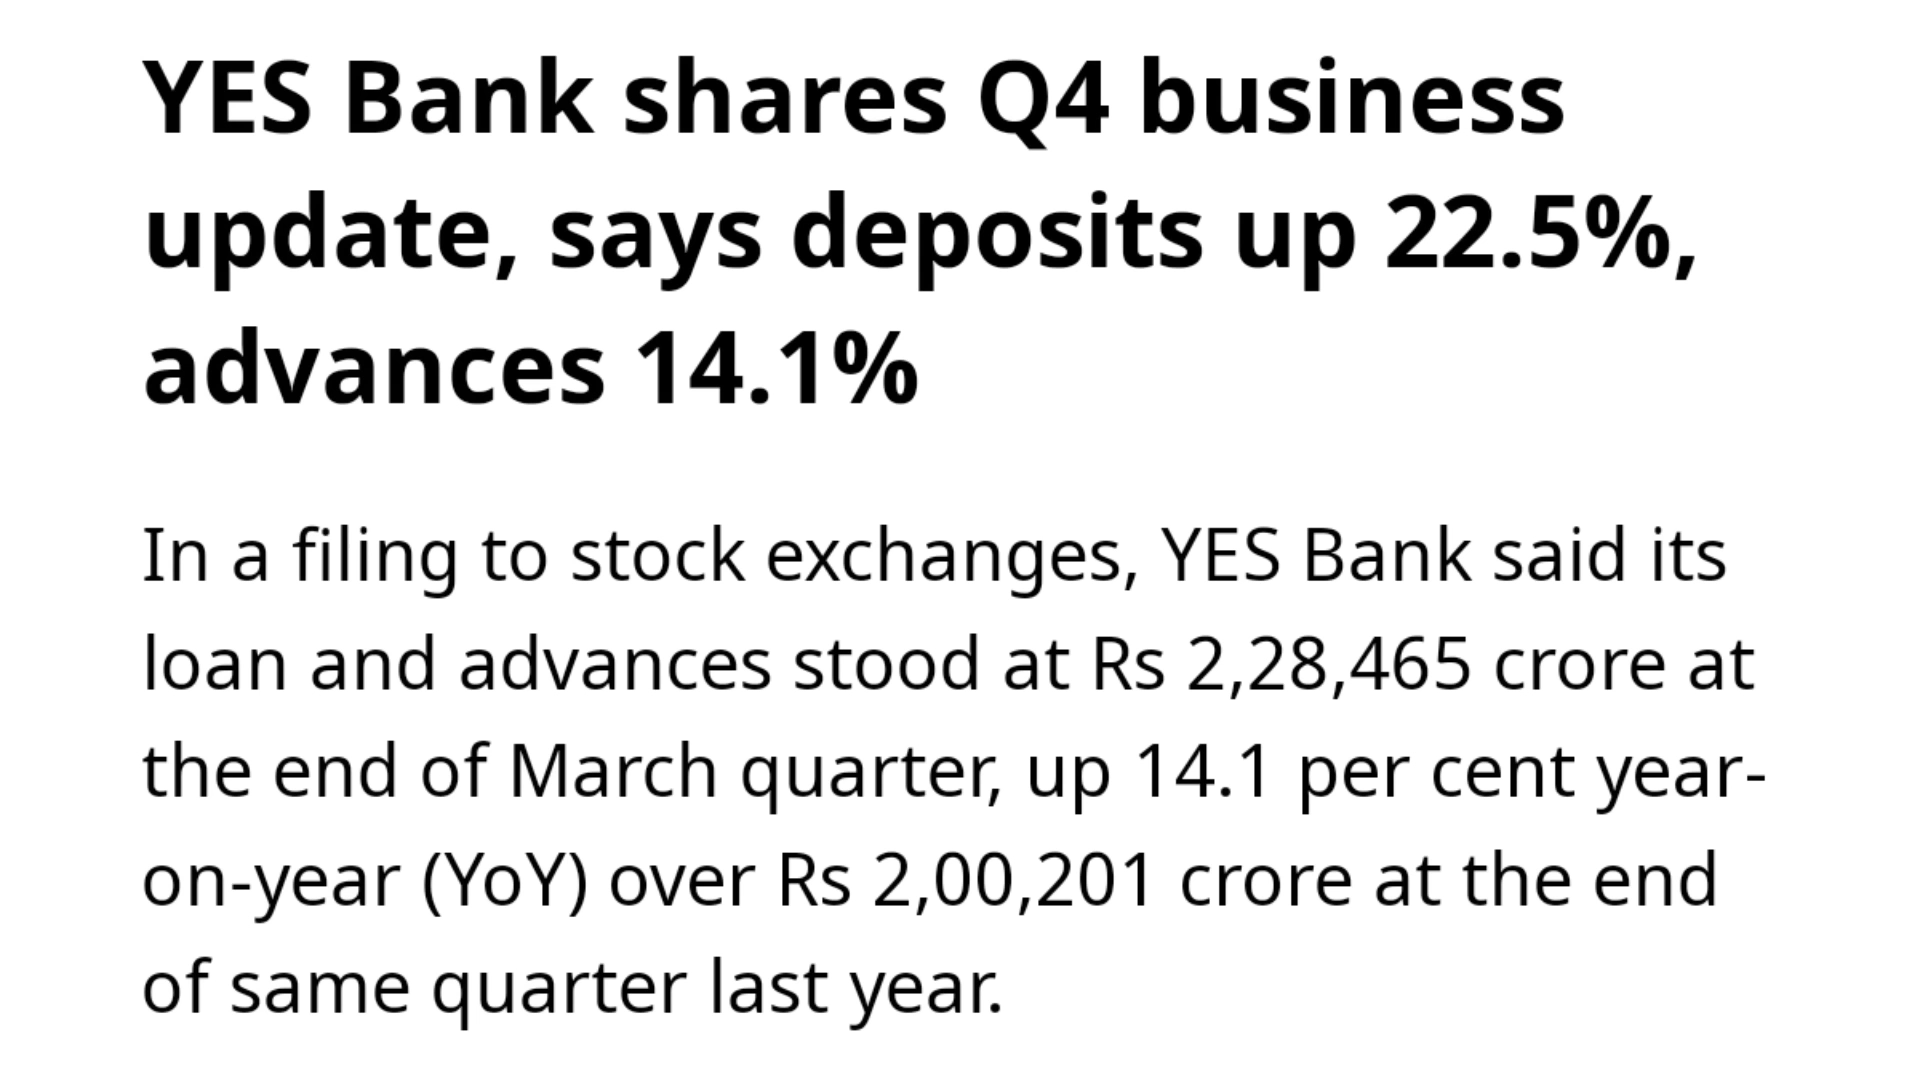 YES Bank shares Q4 business
update, says deposits up 22.5%,
advances 14.1%
In a filing to stock exchanges, YES Bank said its
loan and advances stood at Rs 2,28,465 crore at
the end of March quarter, up 14.1 per cent year-
on-year (YoY) over Rs 2,00,201 crore at the end
of same quarter last year.